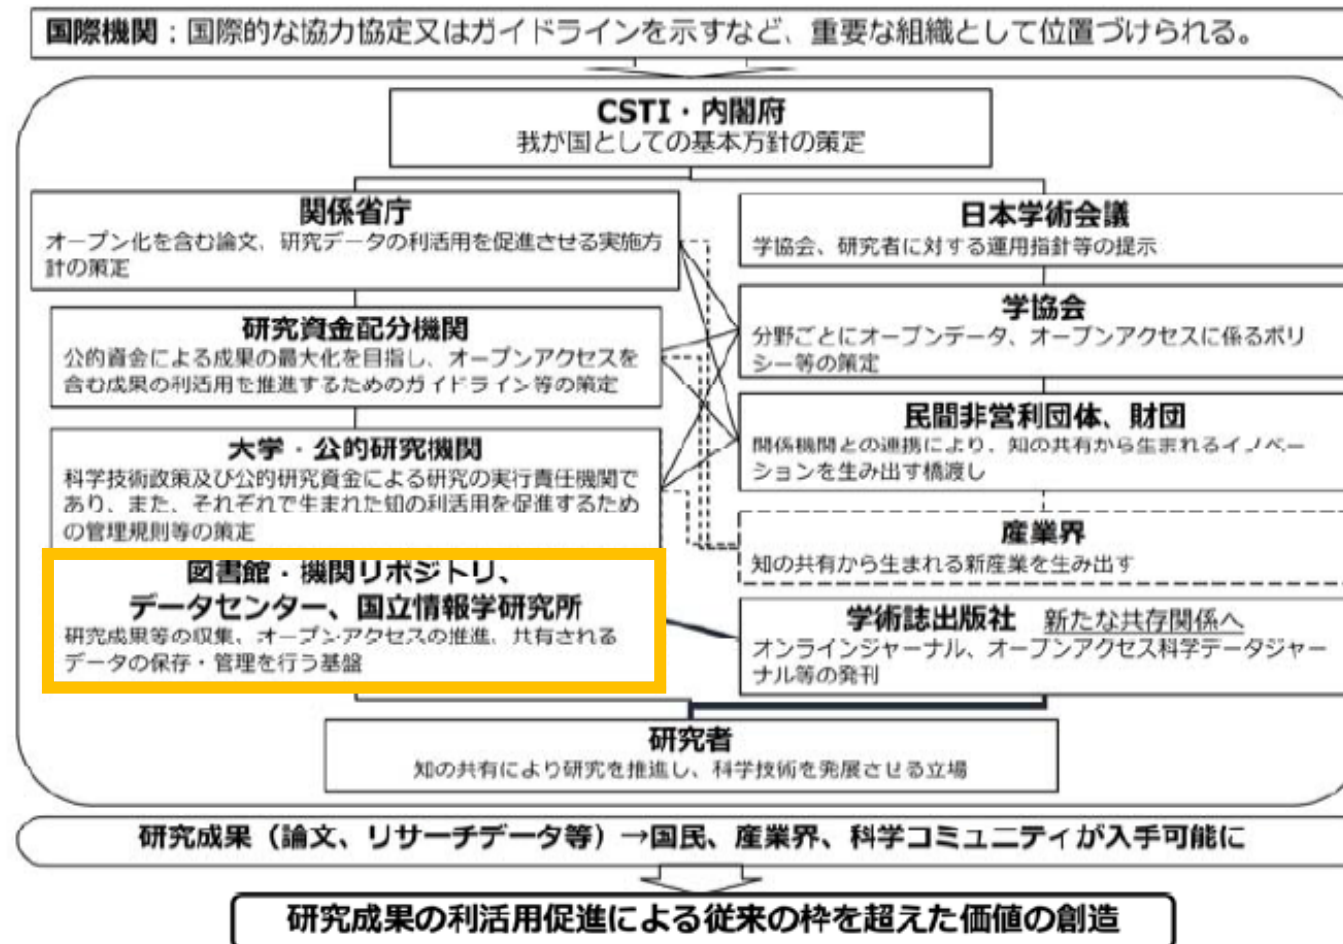 国際機関：国際的な協力協定又はガイドラインを示すなど、重要な組織として位置づけられる。
CSTI・内閣府
我が国としての基本方針の策定
関係省庁
オープン化を含む論文、研究データの利活用を促進させる実施方
針の策定
日本学術会議
学協会、研究者に対する運用指針等の提示
研究資金配分機関
公的資金による成果の最大化を目指し、オープンアクセスを
含む成果の利活用を推進するためのガイドライン等の策定
学協会
分野ごとにオープンデータ、オープンアクセスに係るポリ
シー等の策定
大学・公的研究機関
科学技術政策及び公的研究資金による研究の実行責任機関で
あり、また、それぞれで生まれた知の利活用を促進するため
の管理規則等の策定
民間非営利団体、財団
関係機関との連携により、知の共有から生まれるイノベー
ションを生み出す橋渡し
産業界
知の共有から生まれる新産業を生み出す
図書館・機関リポジトリ、
データセンター、国立情報学研究所
研究成果等の収集、オープンアクセスの推進、共有される
データの保存・管理を行う基盤
学術誌出版社 新たな共存関係へ
オンラインジャーナル、オープンアクセス科学データジャー
ナル等の発刊
研究者
知の共有により研究を推進し、科学技術を発展させる立場
研究成果（論文、リサーチデータ等）→国民、産業界、科学コミュニティが入手可能に
研究成果の利活用促進による従来の枠を超えた価値の創造